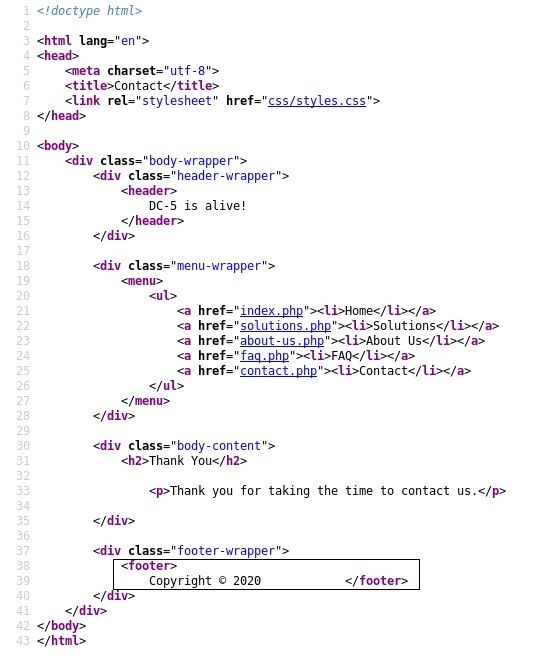 1 <!doctype html>
2
3 <html lang="en">
4 <head>
5     <meta charset="utf-8">
6     <title>Contact</title>
7     <link rel="stylesheet" href="css/styles.css">
8 </head>
9
10 <body>
11     <div class="body-wrapper">
12         <div class="header-wrapper">
13             <header>
14                 DC-5 is alive!
15             </header>
16         </div>
17
18         <div class="menu-wrapper">
19             <menu>
20                 <ul>
21                     <a href="index.php"><li>Home</li></a>
22                     <a href="solutions.php"><li>Solutions</li></a>
23                     <a href="about-us.php"><li>About Us</li></a>
24                     <a href="faq.php"><li>FAQ</li></a>
25                     <a href="contact.php"><li>Contact</li></a>
26                 </ul>
27             </menu>
28         </div>
29
30         <div class="body-content">
31             <h2>Thank You</h2>
32
33                 <p>Thank you for taking the time to contact us.</p>
34
35         </div>
36
37         <div class="footer-wrapper">
38             <footer>
39                 Copyright © 2020            </footer>
40         </div>
41     </div>
42 </body>
43 </html>